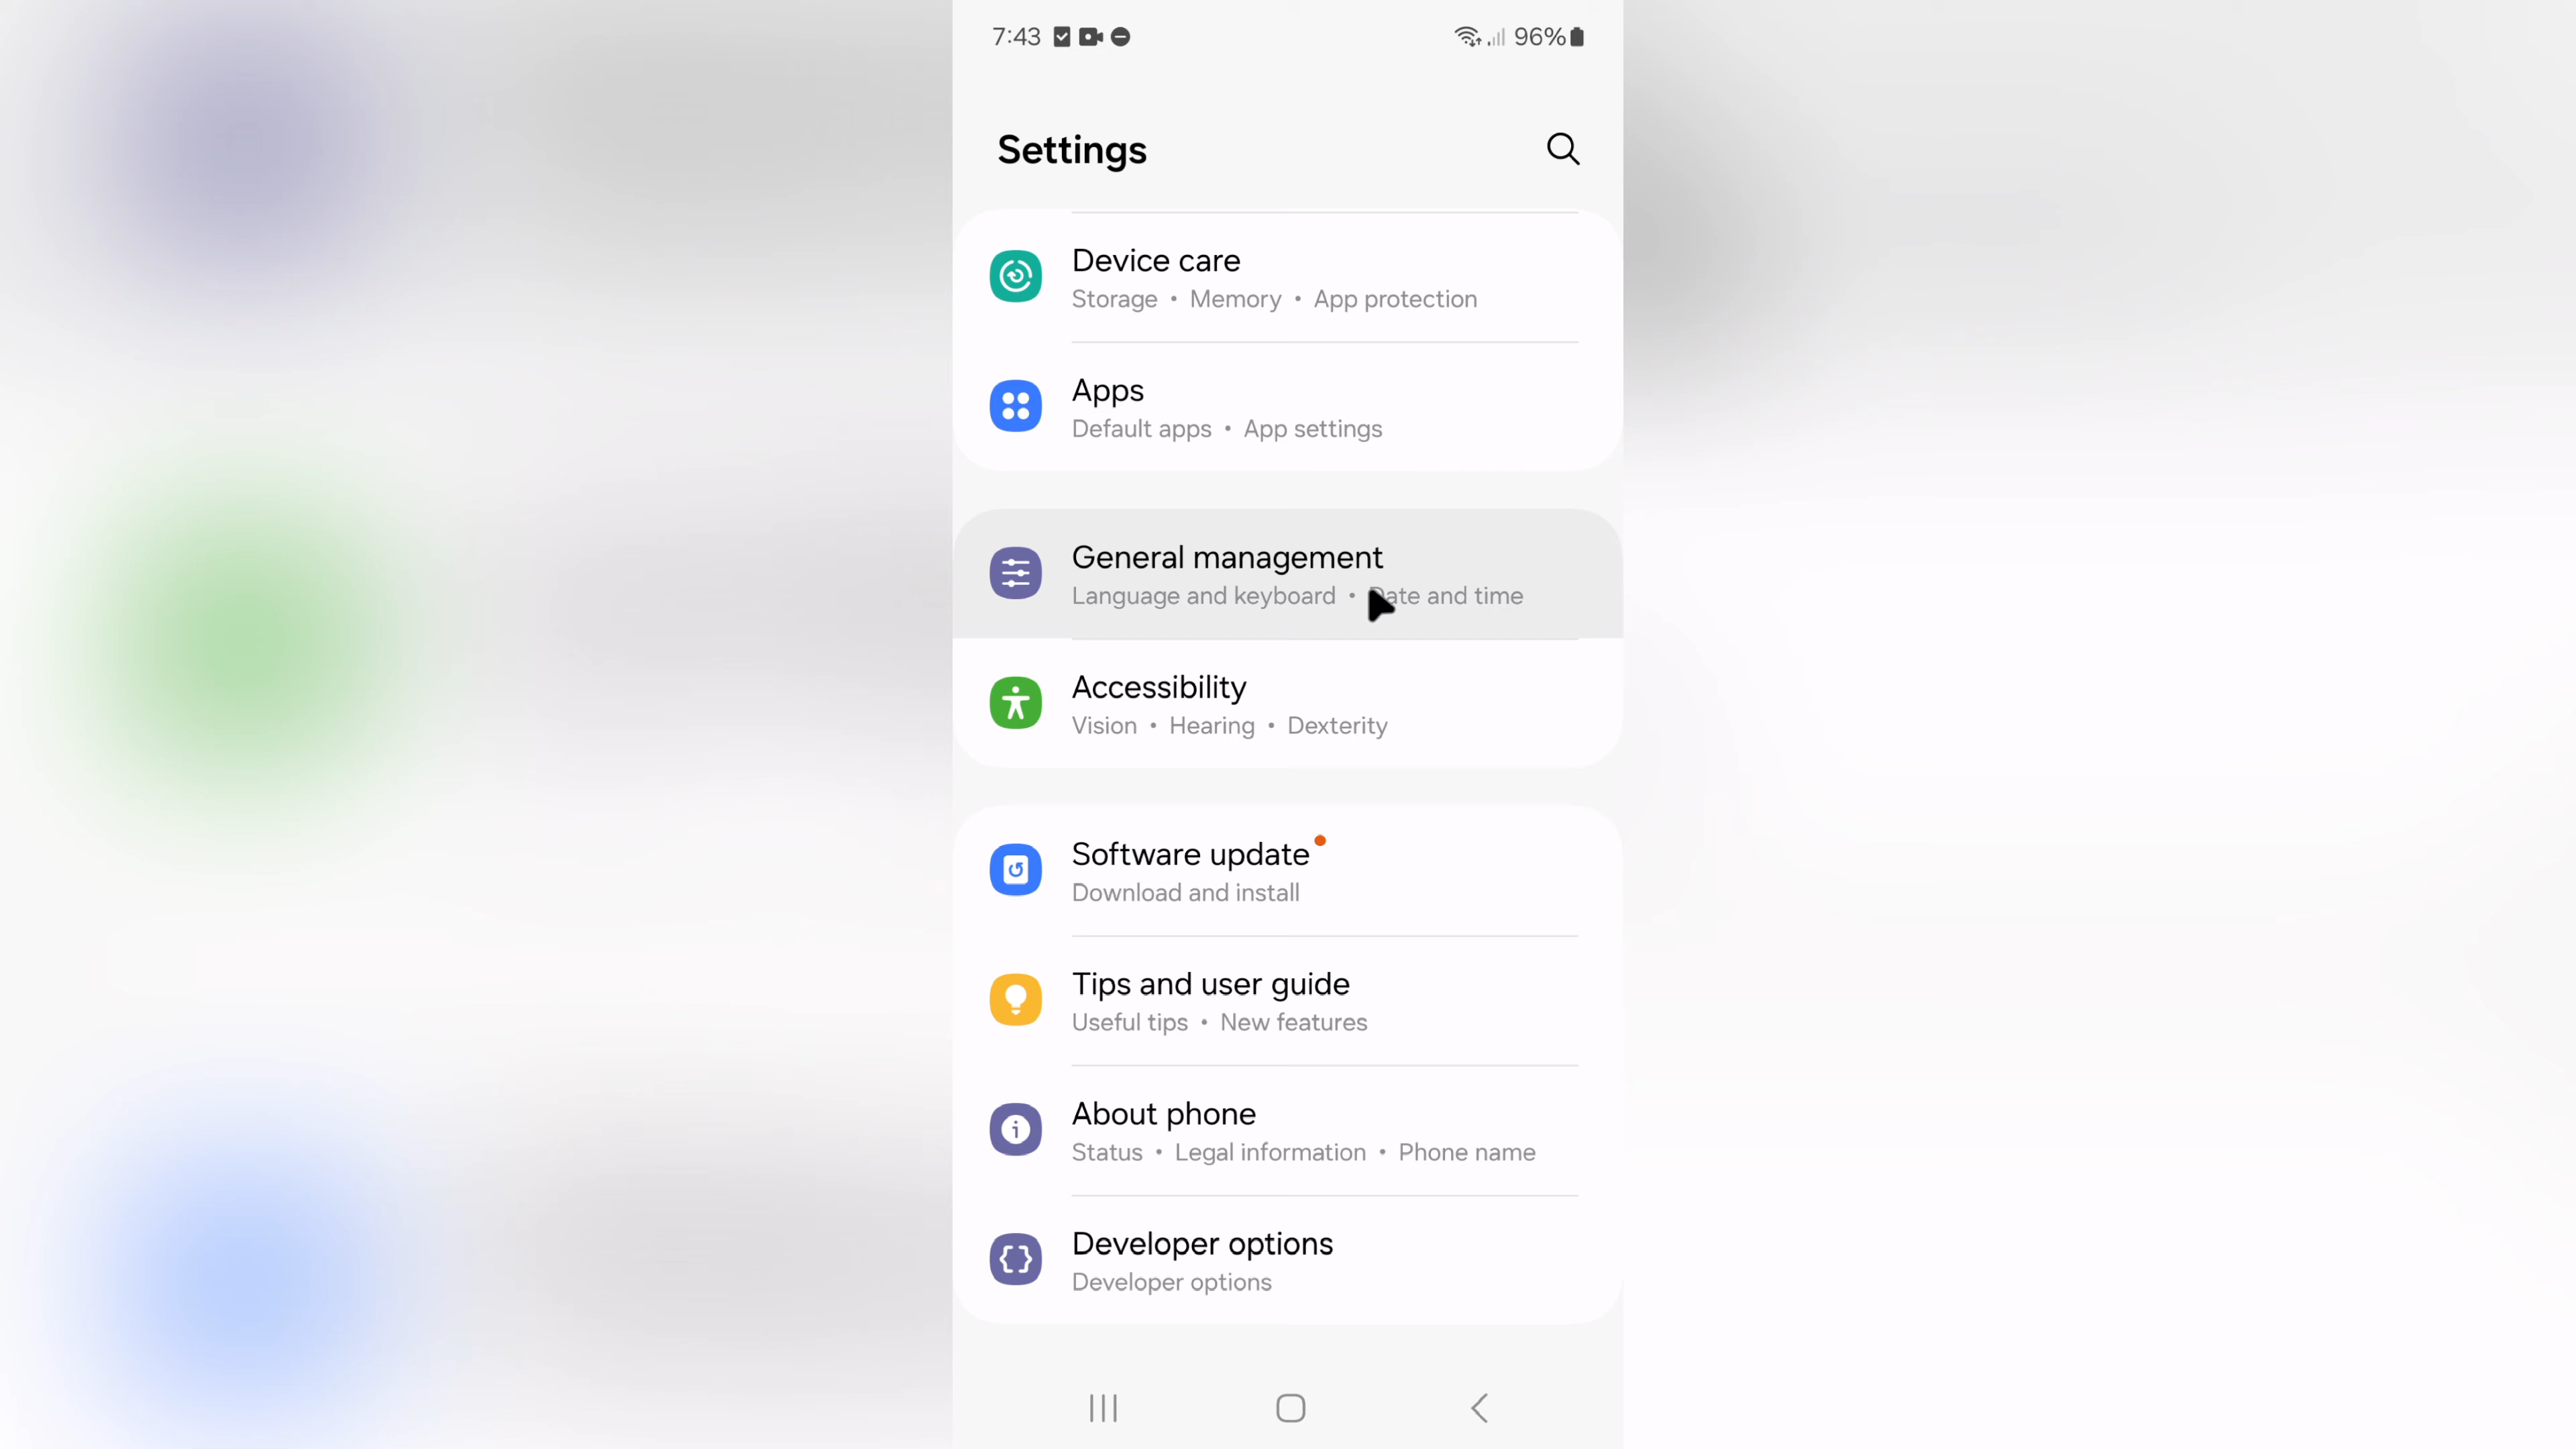 7:43 96%
Settings
Device care
Storage • Memory • App protection
Apps
Default apps • App settings
General management
Language and keyboard • Date and time
Accessibility
Vision • Hearing • Dexterity
Software update
Download and install
Tips and user guide
Useful tips • New features
About phone
Status • Legal information • Phone name
Developer options
Developer options